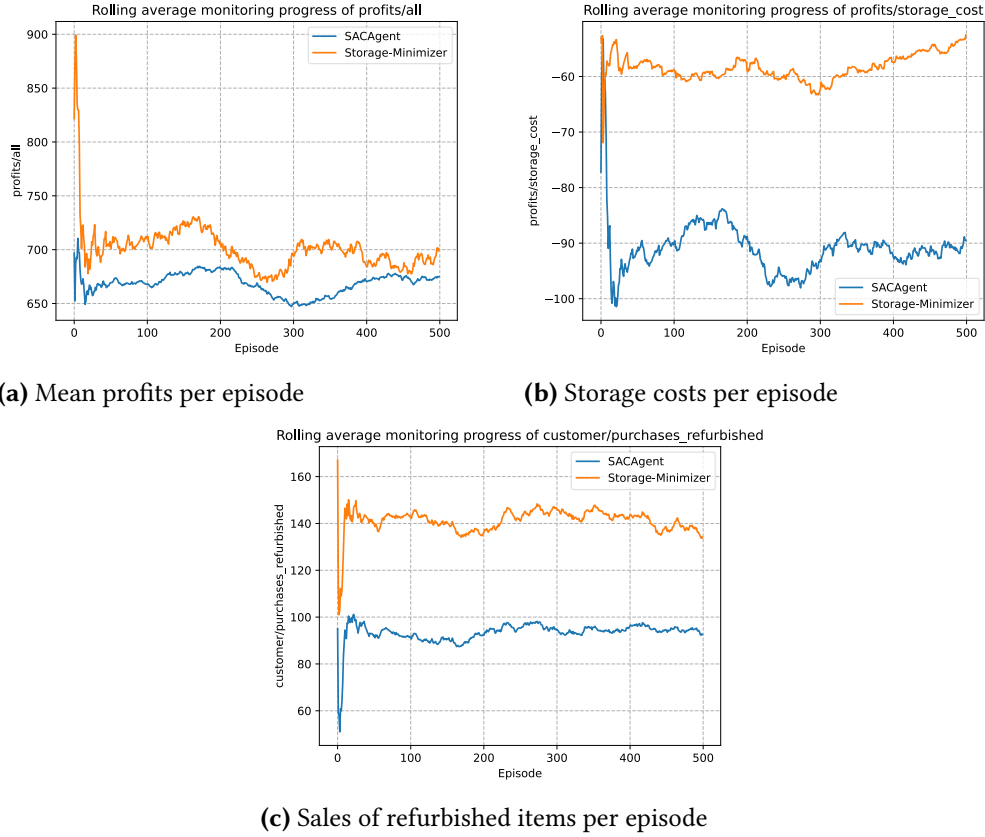 Rolling average monitoring progress of profits/all
SACAgent
Storage-Minimizer
900
850
800
750
700
650
profits/all
0
100
200
300
400
500
Episode
(a) Mean profits per episode
Rolling average monitoring progress of profits/storage_cost
−60
−70
−80
−90
−100
profits/storage_cost
SACAgent
Storage-Minimizer
0
100
200
300
400
500
Episode
(b) Storage costs per episode
Rolling average monitoring progress of customer/purchases_refurbished
SACAgent
Storage-Minimizer
160
140
120
100
80
60
customer/purchases_refurbished
0
100
200
300
400
500
Episode
(c) Sales of refurbished items per episode